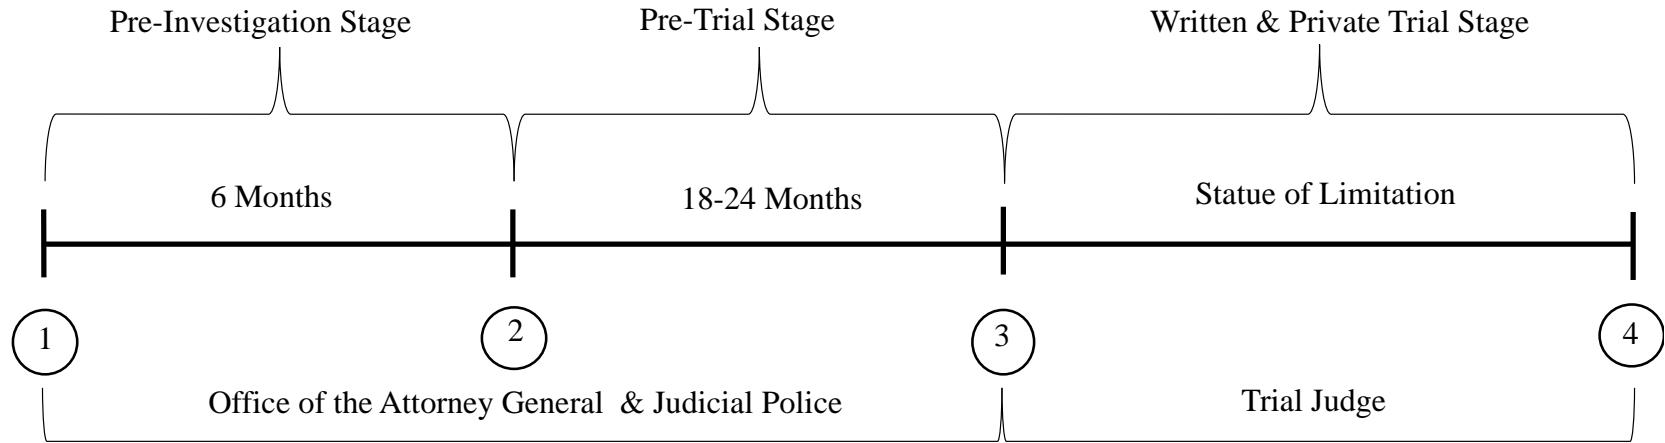 Pre-Investigation Stage
Pre-Trial Stage
Written & Private Trial Stage
6 Months
18-24 Months
Statue of Limitation
1
2
3
4
Office of the Attorney General & Judicial Police
Trial Judge